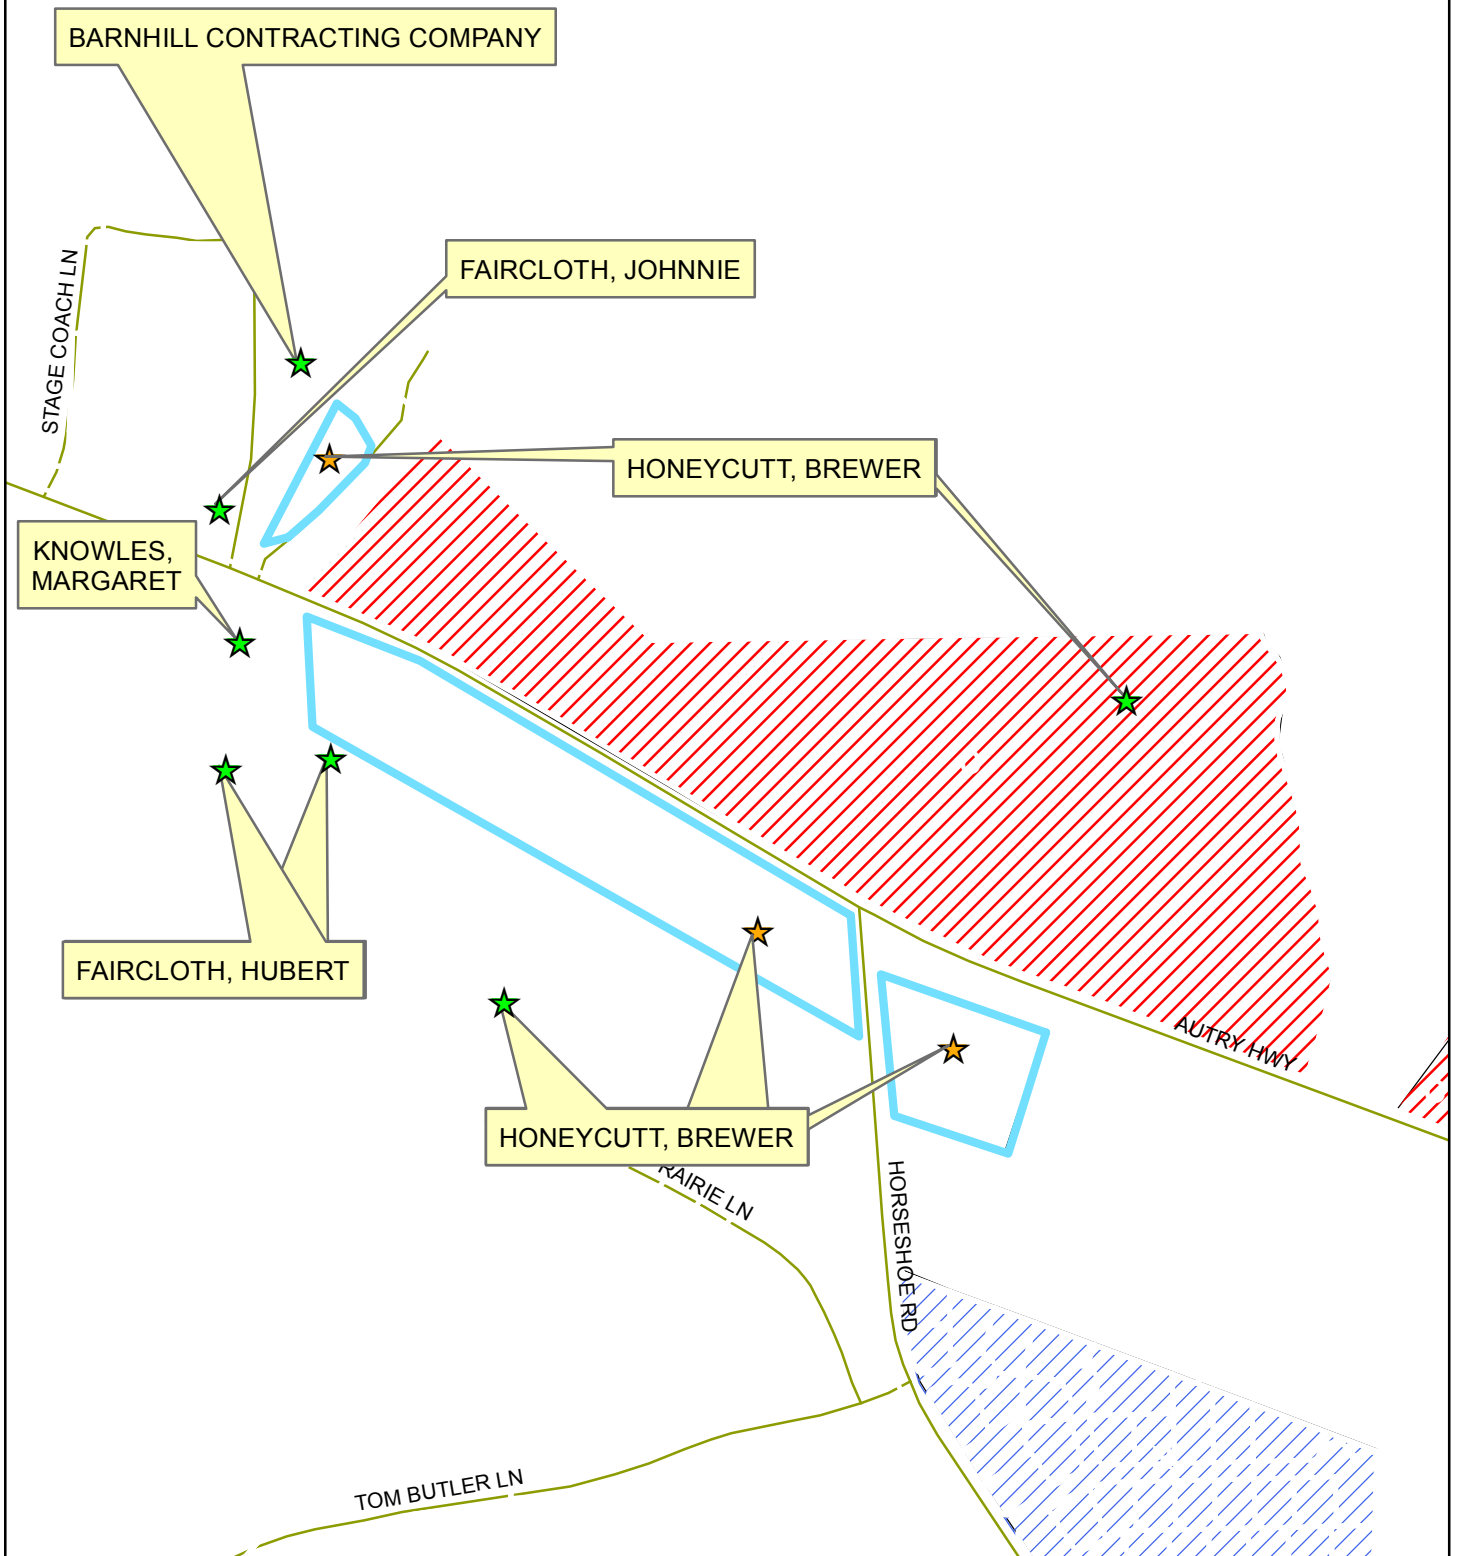 BARNHILL CONTRACTING COMPANY
STAGE COACH LN
FAIRCLOTH, JOHNNIE
HONEYCUTT, BREWER
KNOWLES,
MARGARET
FAIRCLOTH, HUBERT
AUTRY HWY
HONEYCUTT, BREWER
RAIRIE LN
HORSESHOE RD
TOM BUTLER LN